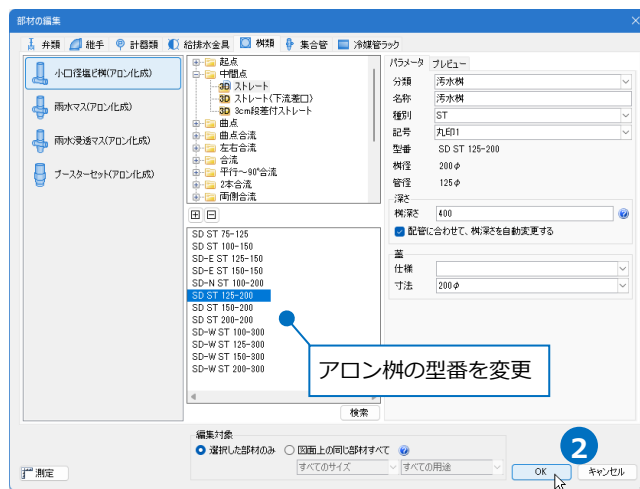 部材の編集
弁類 継手 計器類 給排水金具 桝類 集合管 冷媒管ラック
小口径塩ビ桝(アロン化成)
雨水マス(アロン化成)
雨水浸透マス(アロン化成)
ブースターセット(アロン化成)
起点
中間点
3D ストレート
3D ストレート(下流差口)
3D 3cm段差付ストレート
曲点
曲点合流
左右合流
合流
平行~90°合流
2本合流
両側合流
SD ST 75-125
SD ST 100-150
SD-E ST 125-150
SD-E ST 150-150
SD-N ST 100-200
SD ST 125-200
SD ST 150-200
SD ST 200-200
SD-W ST 100-300
SD-W ST 125-300
SD-W ST 150-300
SD-W ST 200-300
検索
パラメータ プレビュー
分類 汚水桝
名称 汚水桝
種別 ST
記号 丸印1
型番 SD ST 125-200
桝径 200φ
管径 125φ
深さ
桝深さ 400
配管に合わせて、桝深さを自動変更する
蓋
仕様
寸法 200φ
アロン桝の型番を変更
編集対象
選択した部材のみ 図面上の同じ部材すべて
すべてのサイズ すべての用途
2
測定
OK キャンセル